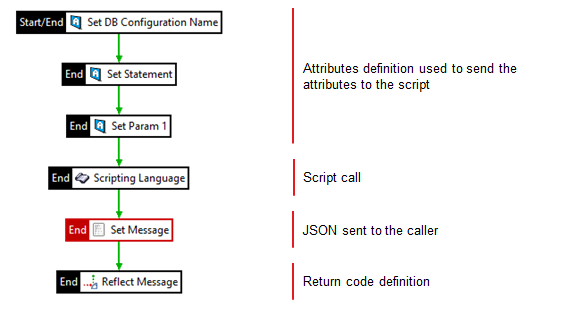 Start/End Set DB Configuration Name
End Set Statement
Attributes definition used to send the
attributes to the script
End Set Param 1
End Scripting Language
Script call
End Set Message
JSON sent to the caller
End Reflect Message
Return code definition